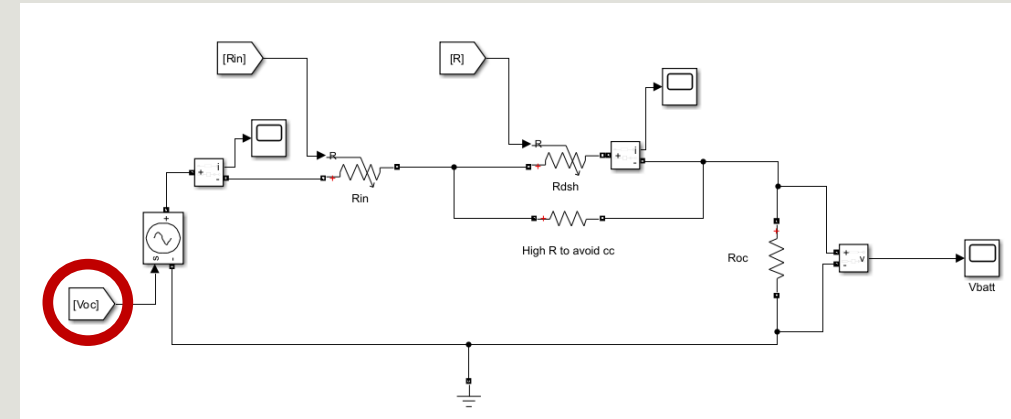 [Rin]
[R]
i
+
-
R
Rin
R
i
+
-
Rdsh
i
+
-
+
s
-
High R to avoid cc
Roc
+
v
-
Vbatt
[Voc]